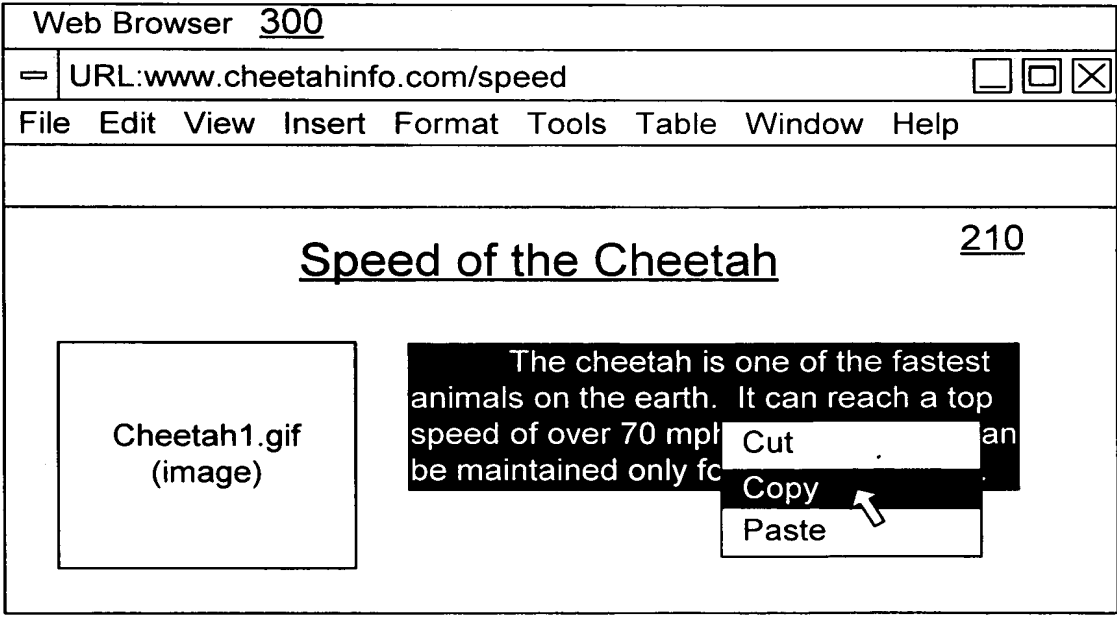 Web Browser 300
URL:www.cheetahinfo.com/speed
File Edit View Insert Format Tools Table Window Help
210
Speed of the Cheetah
Cheetah1.gif
(image)
The cheetah is one of the fastest
animals on the earth. It can reach a top
speed of over 70 mph
be maintained only
Cut
Copy
Paste